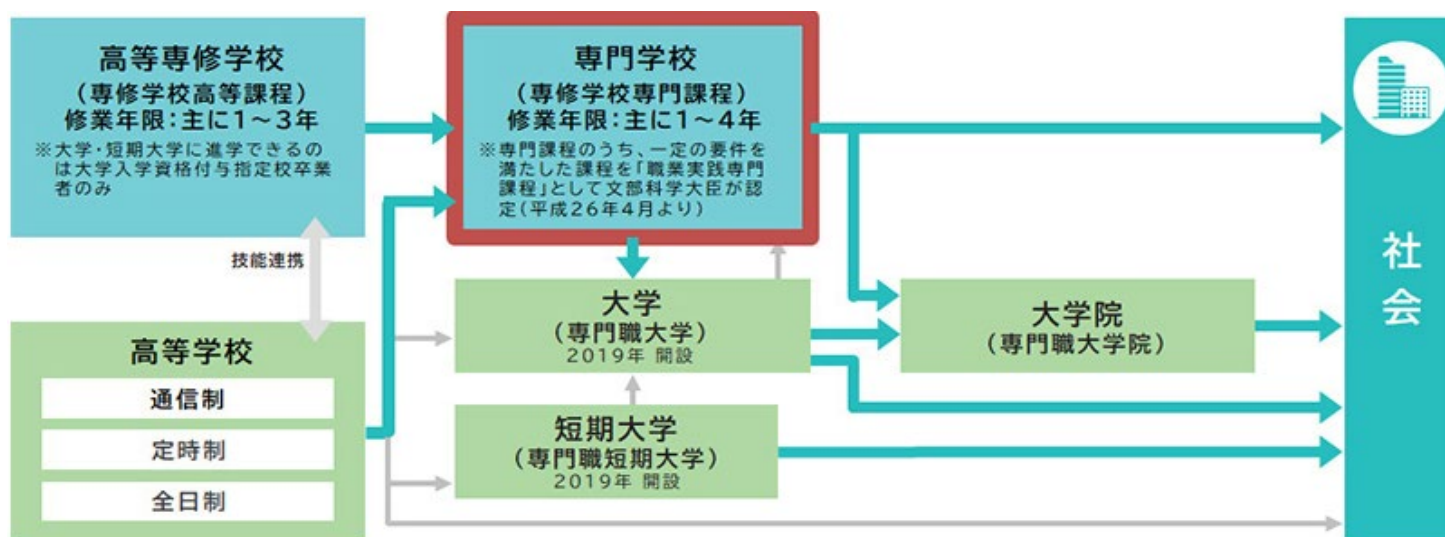 高等専修学校
（専修学校高等課程）
修業年限：主に1～3年
※大学・短期大学に進学できるの
は大学入学資格付与指定校卒業
者のみ
技能連携
高等学校
通信制
定時制
全日制
専門学校
（専修学校専門課程）
修業年限：主に1～4年
※専門課程のうち、一定の要件を
満たした課程を「職業実践専門
課程」として文部科学大臣が認
定（平成26年4月より）
大学
（専門職大学）
2019年 開設
短期大学
（専門職短期大学）
2019年 開設
大学院
（専門職大学院）
社会